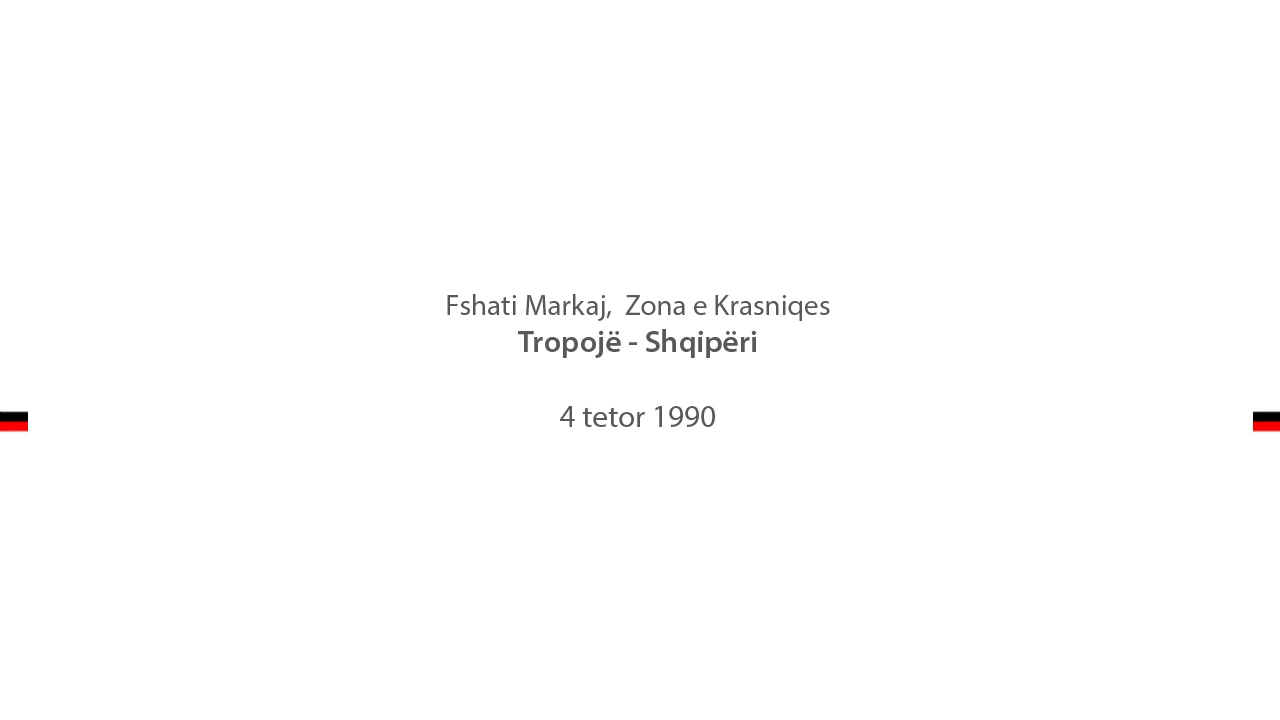 Fshati Markaj, Zona e Krasniqes
Tropojë - Shqipëri
4 tetor 1990